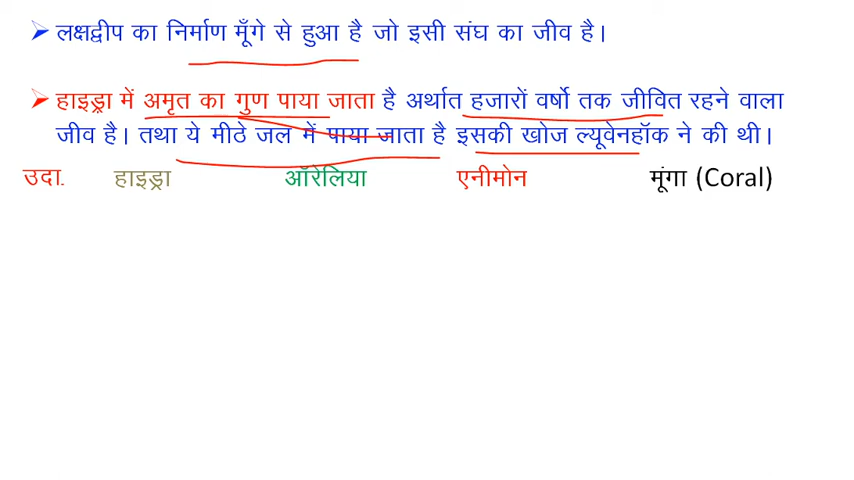 ➢ लक्षद्वीप का निर्माण मूँगे से हुआ है जो इसी संघ का जीव है।
➢ हाइड्रा में अमृत का गुण पाया जाता है अर्थात हजारों वर्षो तक जीवित रहने वाला
जीव है। तथा ये मीठे जल में पाया जाता है इसकी खोज ल्यूवेनहॉक ने की थी।
उदा. हाइड्रा ऑरेलिया एनीमोन मूंगा (Coral)